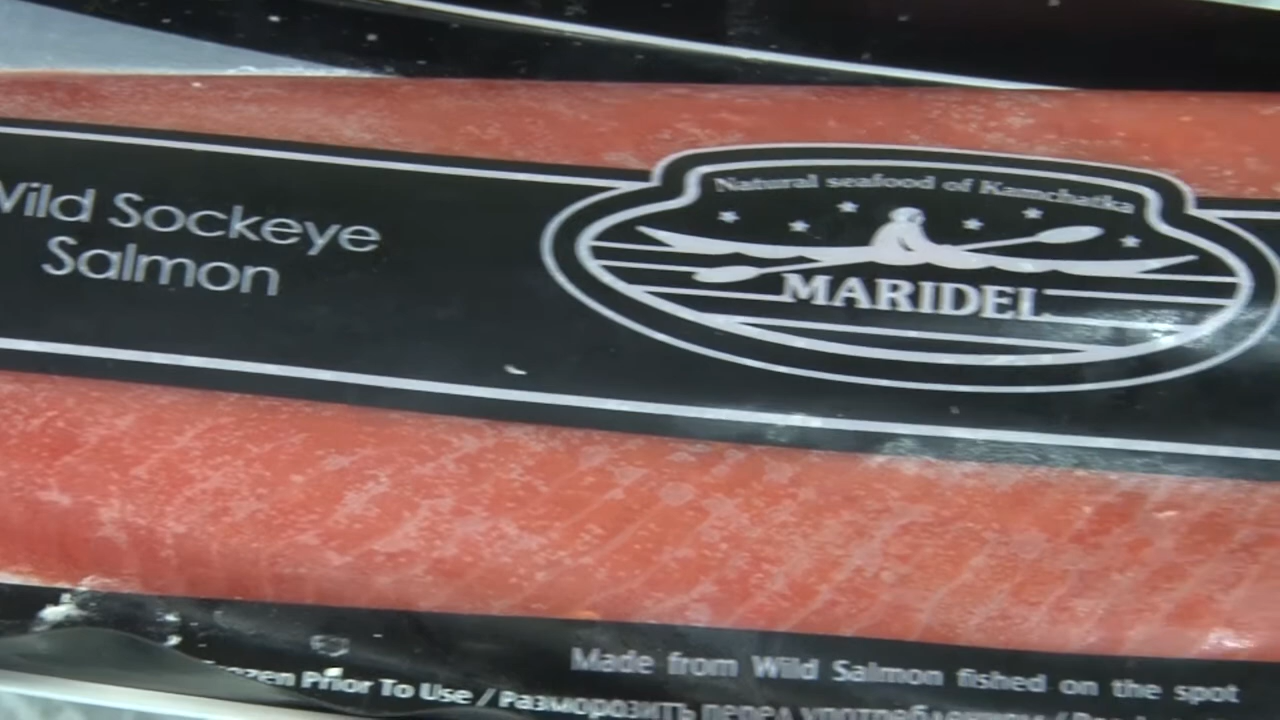 Wild Sockeye
Salmon
Natural seafood of Kamchatka
MARIDEL
Made from Wild Salmon fished on the spot
Prior To Use / Разморозить перед употреблением /